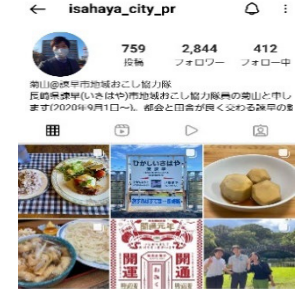 isahaya_city_pr
759 2,844 412
投稿 フォロワー フォロー中
菊山@諫早市地域おこし協力隊
長崎県諫早(いさはや)市地域おこし協力隊員の菊山と申し
ます(2020年9月1日〜)。都会と田舎が良く交わる諫早の魅
ひがしいさはや
開運元年
開運
開通